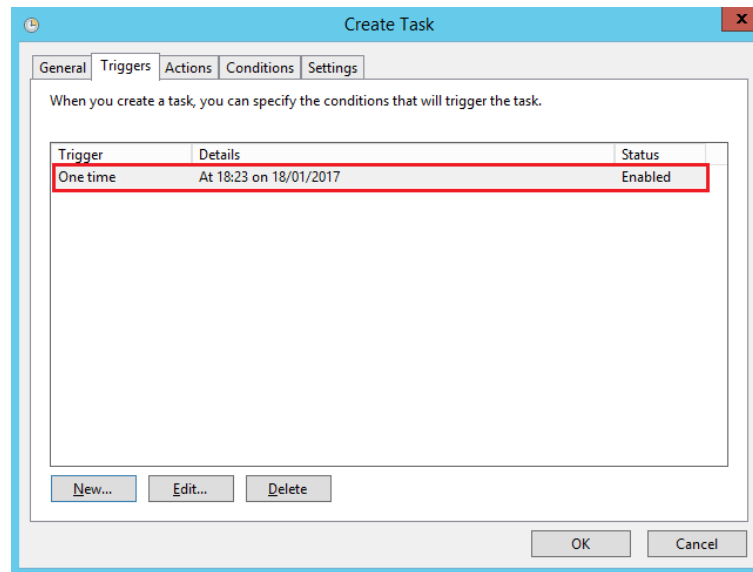 Create Task
x
General Triggers Actions Conditions Settings
When you create a task, you can specify the conditions that will trigger the task.
Trigger Details Status
One time At 18:23 on 18/01/2017 Enabled
New... Edit... Delete
OK Cancel